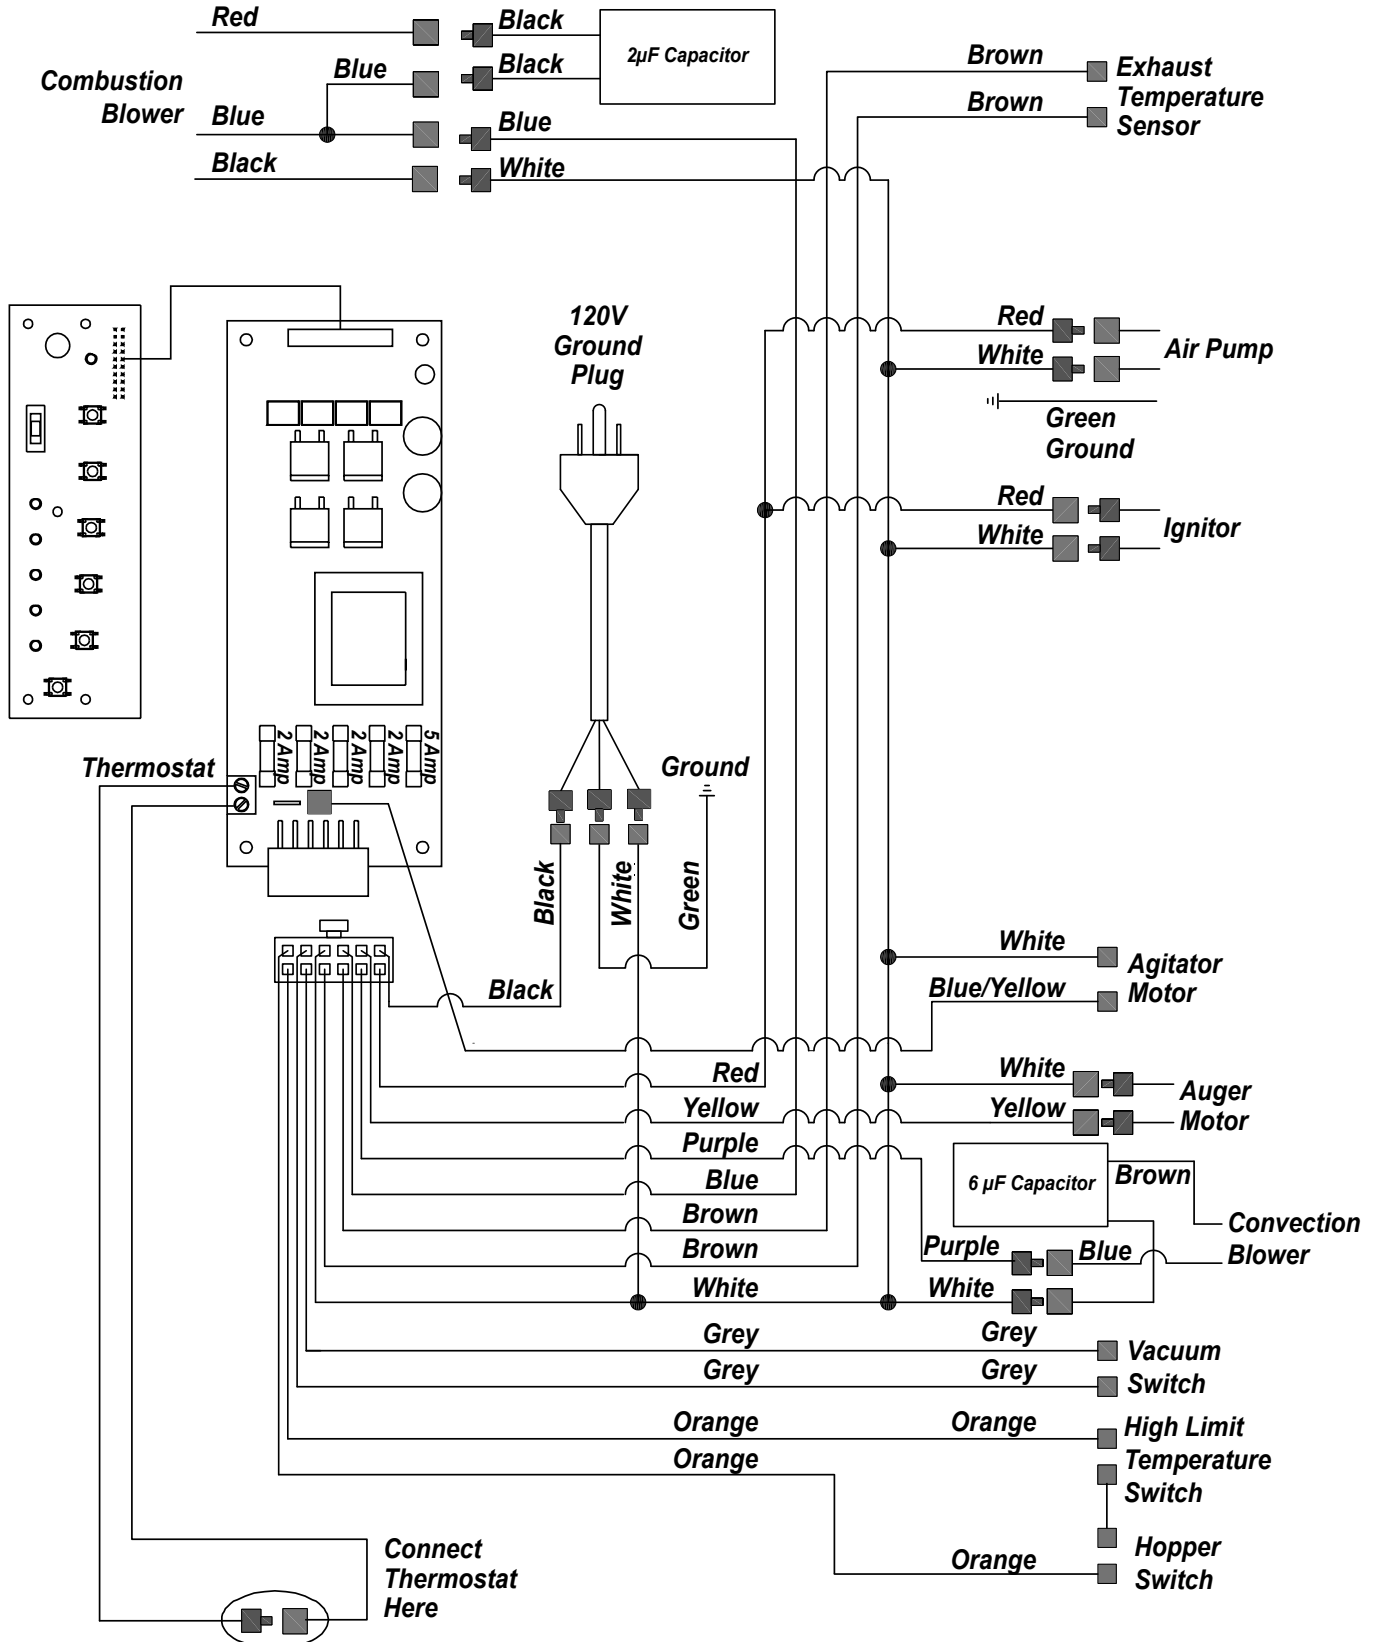 Red
Black
2µF Capacitor
Black
Combustion
Blower
Blue
Blue
Blue
Black
White
Brown
Exhaust
Temperature
Sensor
Brown
120V
Ground
Plug
Red
White
Air Pump
Green
Ground
Red
White
Ignitor
2 Amp
2 Amp
2 Amp
2 Amp
5 Amp
Thermostat
Ground
Black
White
Green
Black
White
Blue/Yellow
Agitator
Motor
Red
White
Yellow
Yellow
Auger
Motor
Purple
Blue
6 µF Capacitor
Brown
Brown
Convection
Blower
Brown
Purple
Blue
White
White
Grey
Grey
Vacuum
Switch
Grey
Grey
Orange
Orange
High Limit
Temperature
Switch
Orange
Orange
Hopper
Switch
Connect
Thermostat
Here